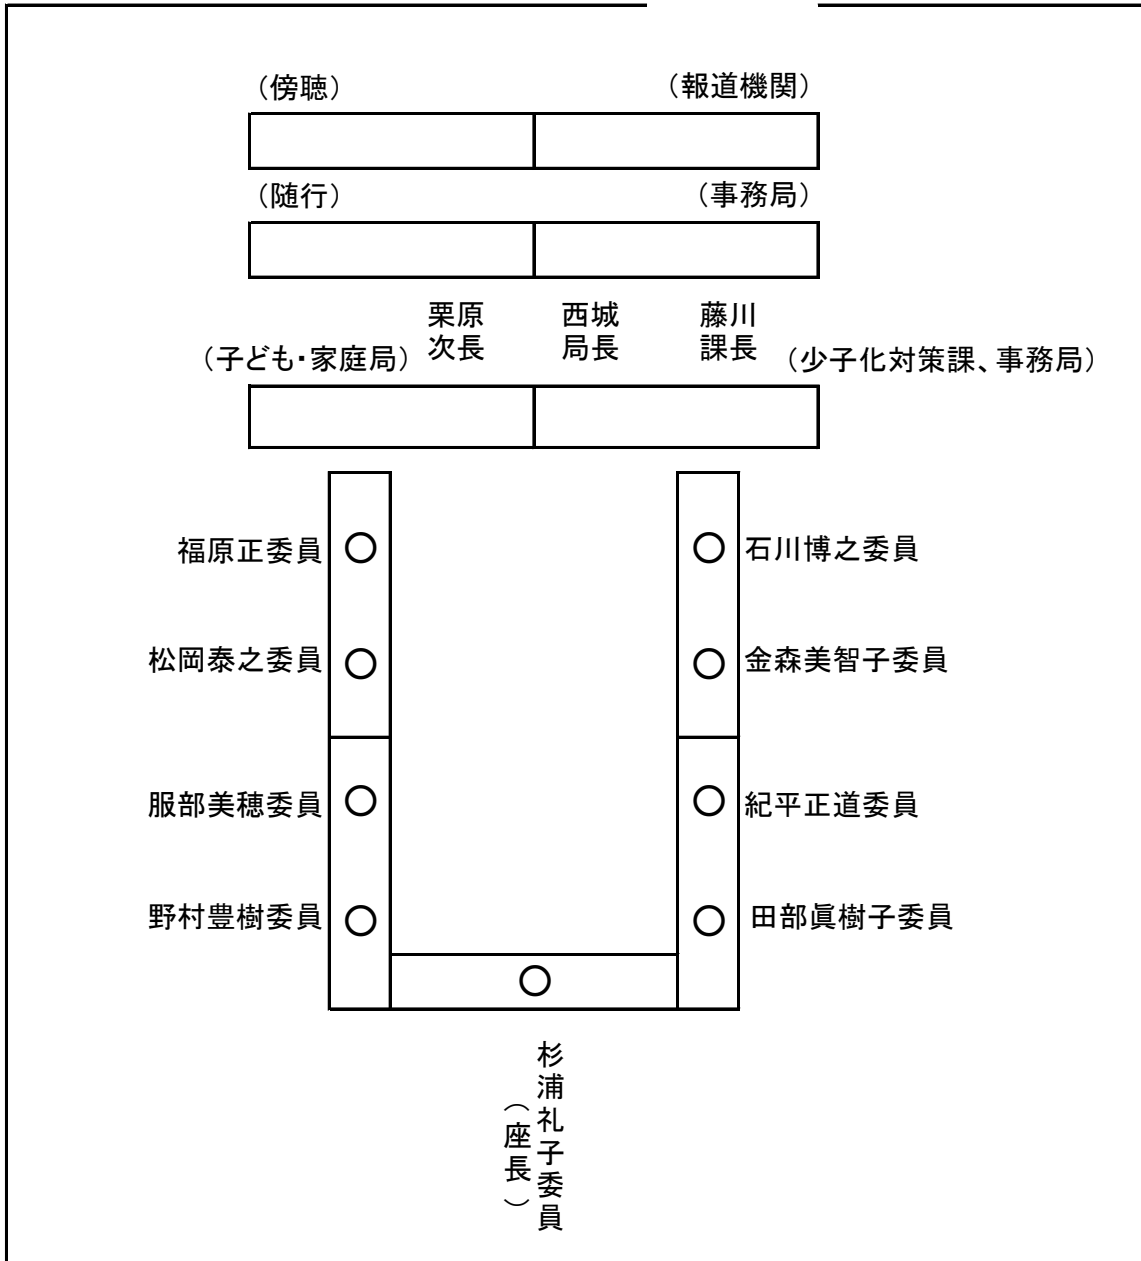 （傍聴）
（報道機関）
（随行）
（事務局）
栗原
次長
西城
局長
藤川
課長
（子ども・家庭局）
（少子化対策課、事務局）
福原正委員
石川博之委員
松岡泰之委員
金森美智子委員
服部美穂委員
紀平正道委員
野村豊樹委員
田部眞樹子委員
杉浦礼子委員
（座長）